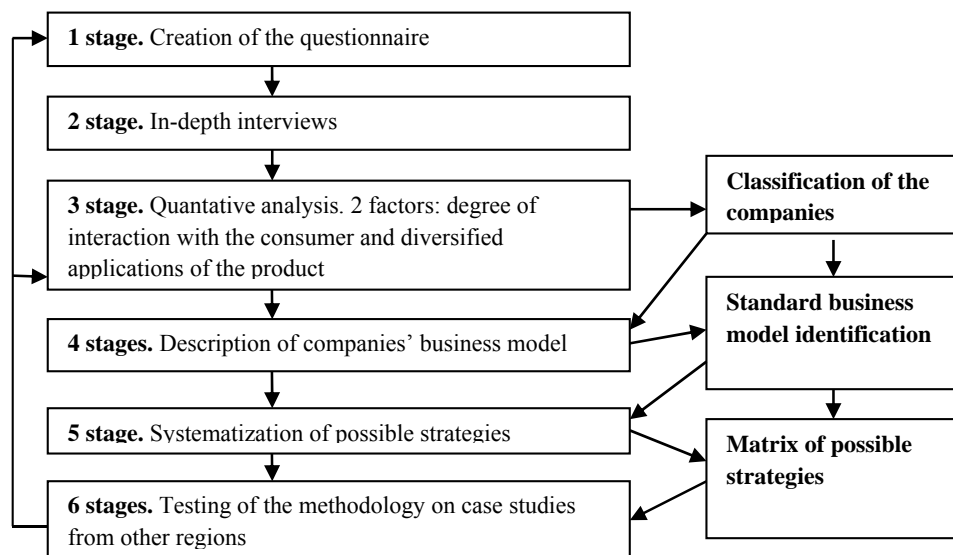 1 stage. Creation of the questionnaire
2 stage. In-depth interviews
3 stage. Quantative analysis. 2 factors: degree of
interaction with the consumer and diversified
applications of the product
4 stages. Description of companies’ business model
5 stage. Systematization of possible strategies
6 stages. Testing of the methodology on case studies
from other regions
Classification of the
companies
Standard business
model identification
Matrix of possible
strategies